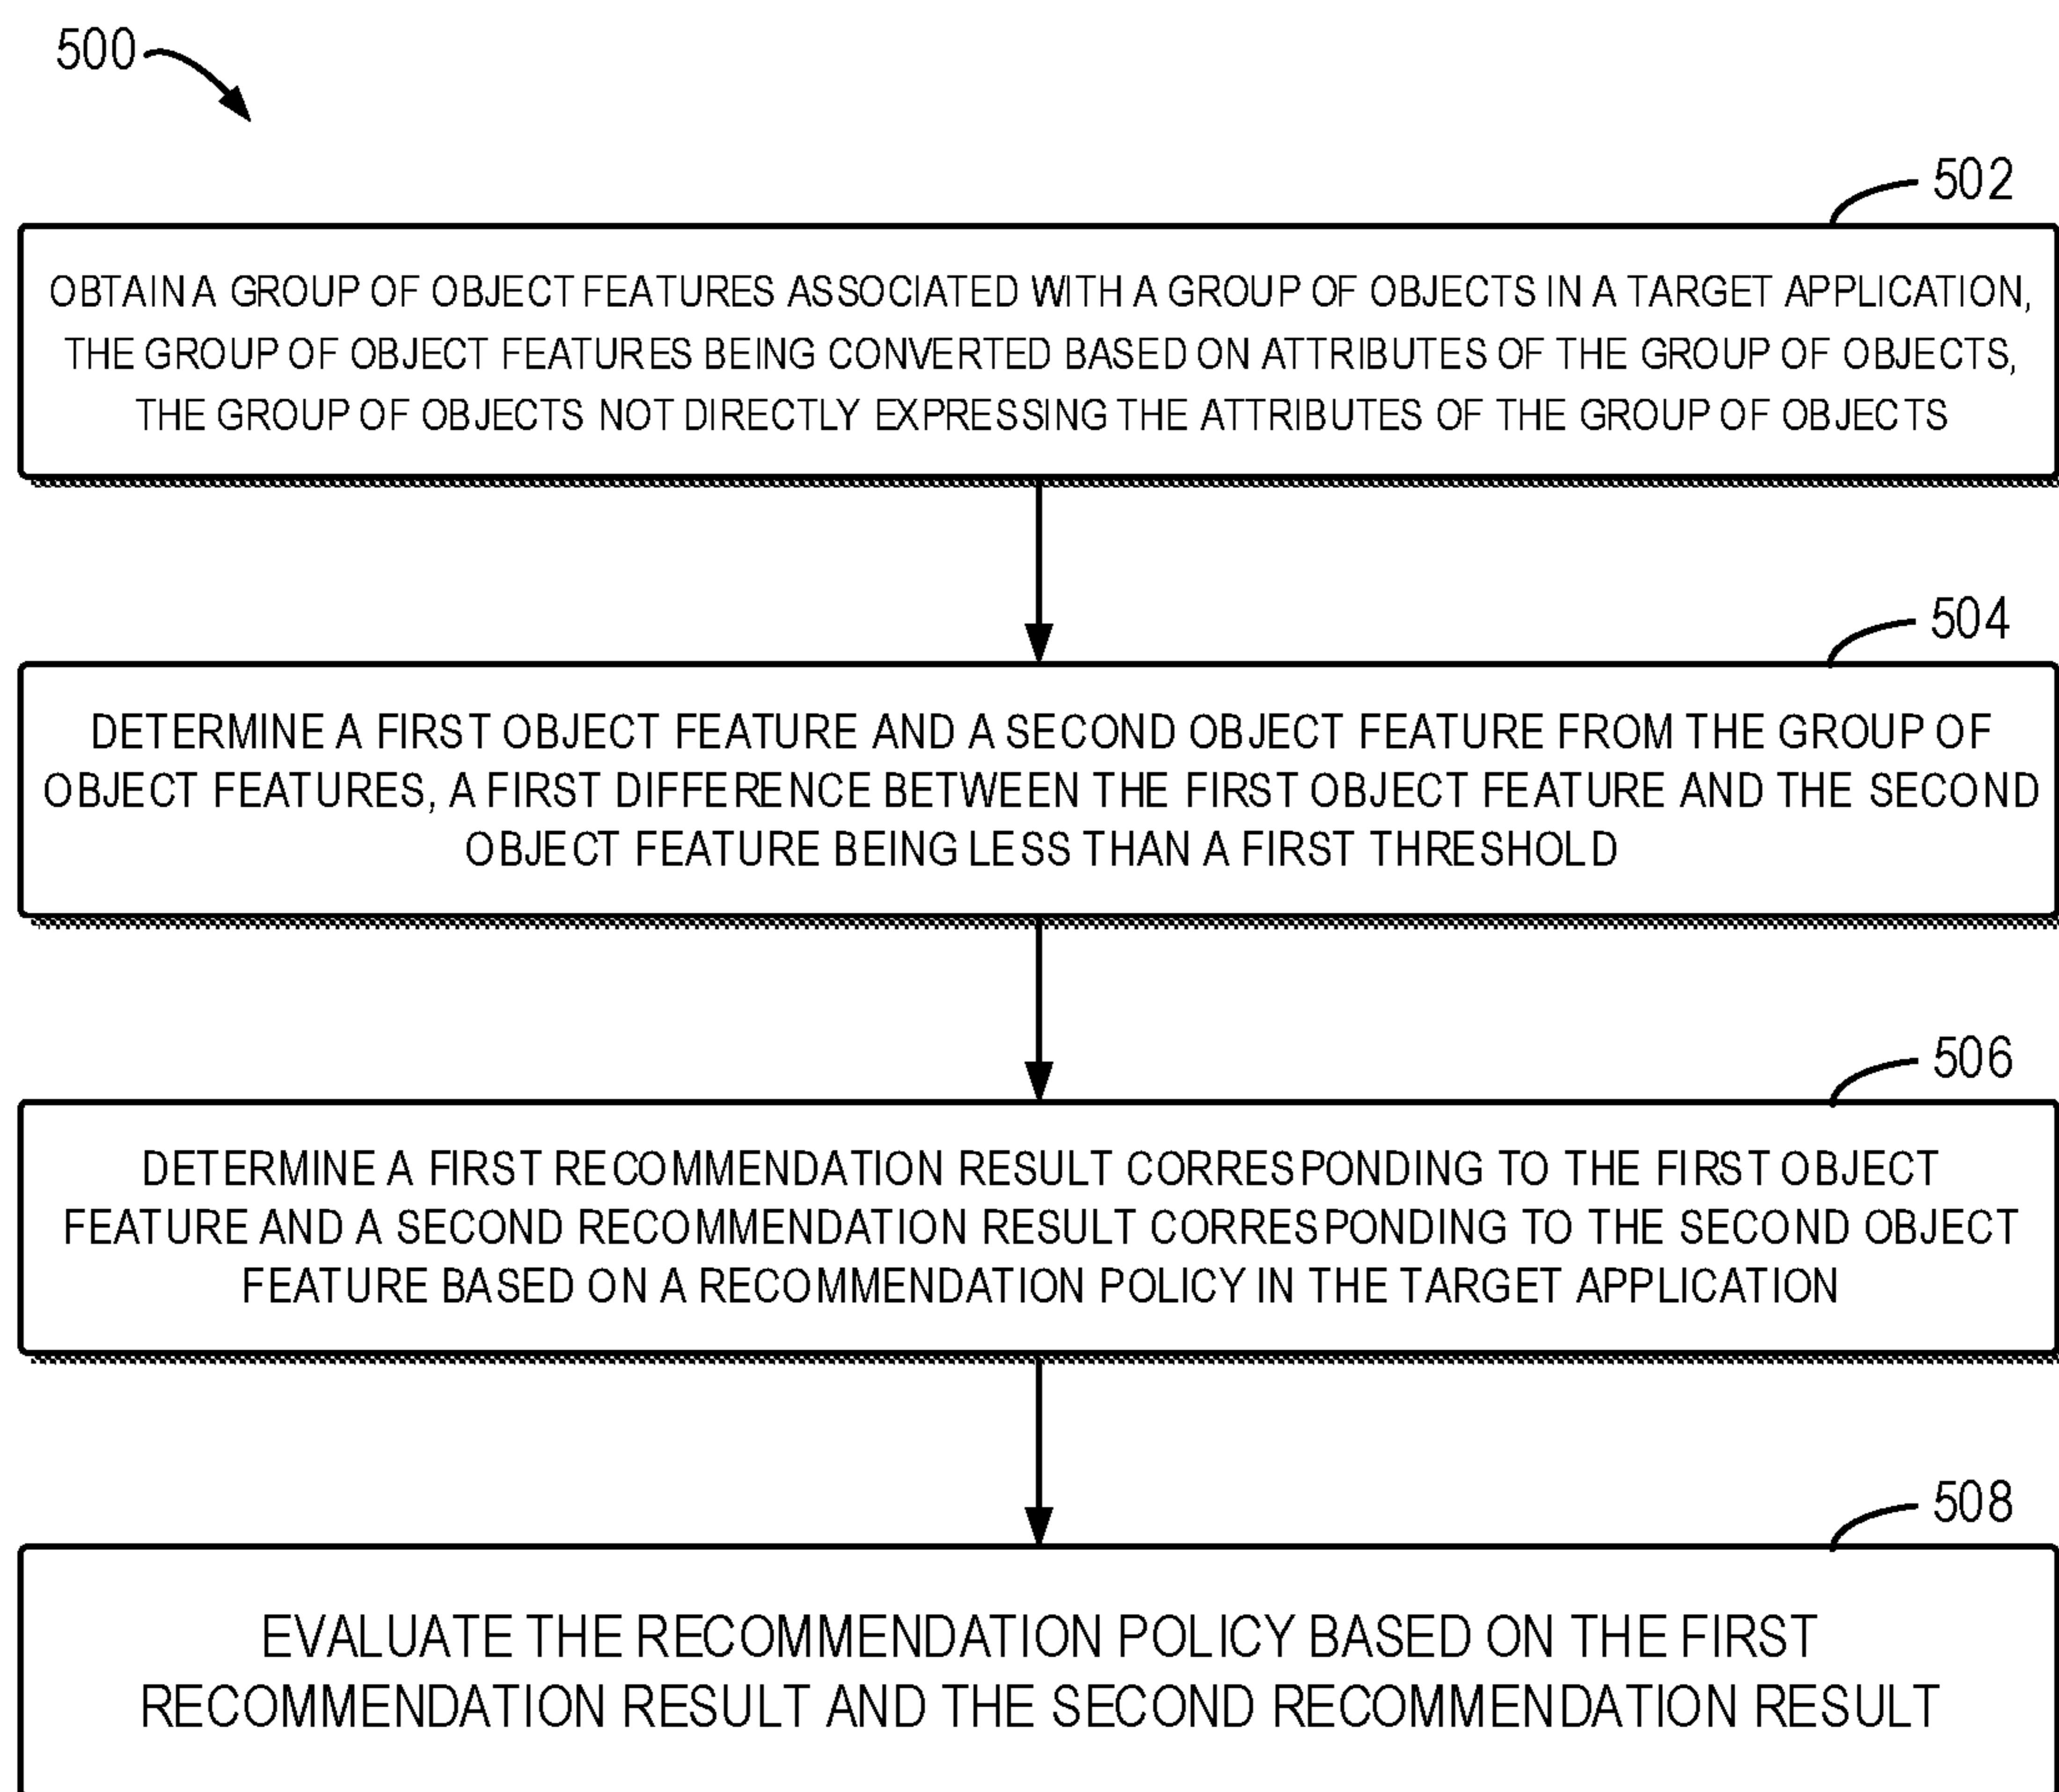 500
502
OBTAIN A GROUP OF OBJECT FEATURES ASSOCIATED WITH A GROUP OF OBJECTS IN A TARGET APPLICATION,
THE GROUP OF OBJECT FEATURES BEING CONVERTED BASED ON ATTRIBUTES OF THE GROUP OF OBJECTS,
THE GROUP OF OBJECTS NOT DIRECTLY EXPRESSING THE ATTRIBUTES OF THE GROUP OF OBJECTS
504
DETERMINE A FIRST OBJECT FEATURE AND A SECOND OBJECT FEATURE FROM THE GROUP OF
OBJECT FEATURES, A FIRST DIFFERENCE BETWEEN THE FIRST OBJECT FEATURE AND THE SECOND
OBJECT FEATURE BEING LESS THAN A FIRST THRESHOLD
506
DETERMINE A FIRST RECOMMENDATION RESULT CORRESPONDING TO THE FIRST OBJECT
FEATURE AND A SECOND RECOMMENDATION RESULT CORRESPONDING TO THE SECOND OBJECT
FEATURE BASED ON A RECOMMENDATION POLICY IN THE TARGET APPLICATION
508
EVALUATE THE RECOMMENDATION POLICY BASED ON THE FIRST
RECOMMENDATION RESULT AND THE SECOND RECOMMENDATION RESULT